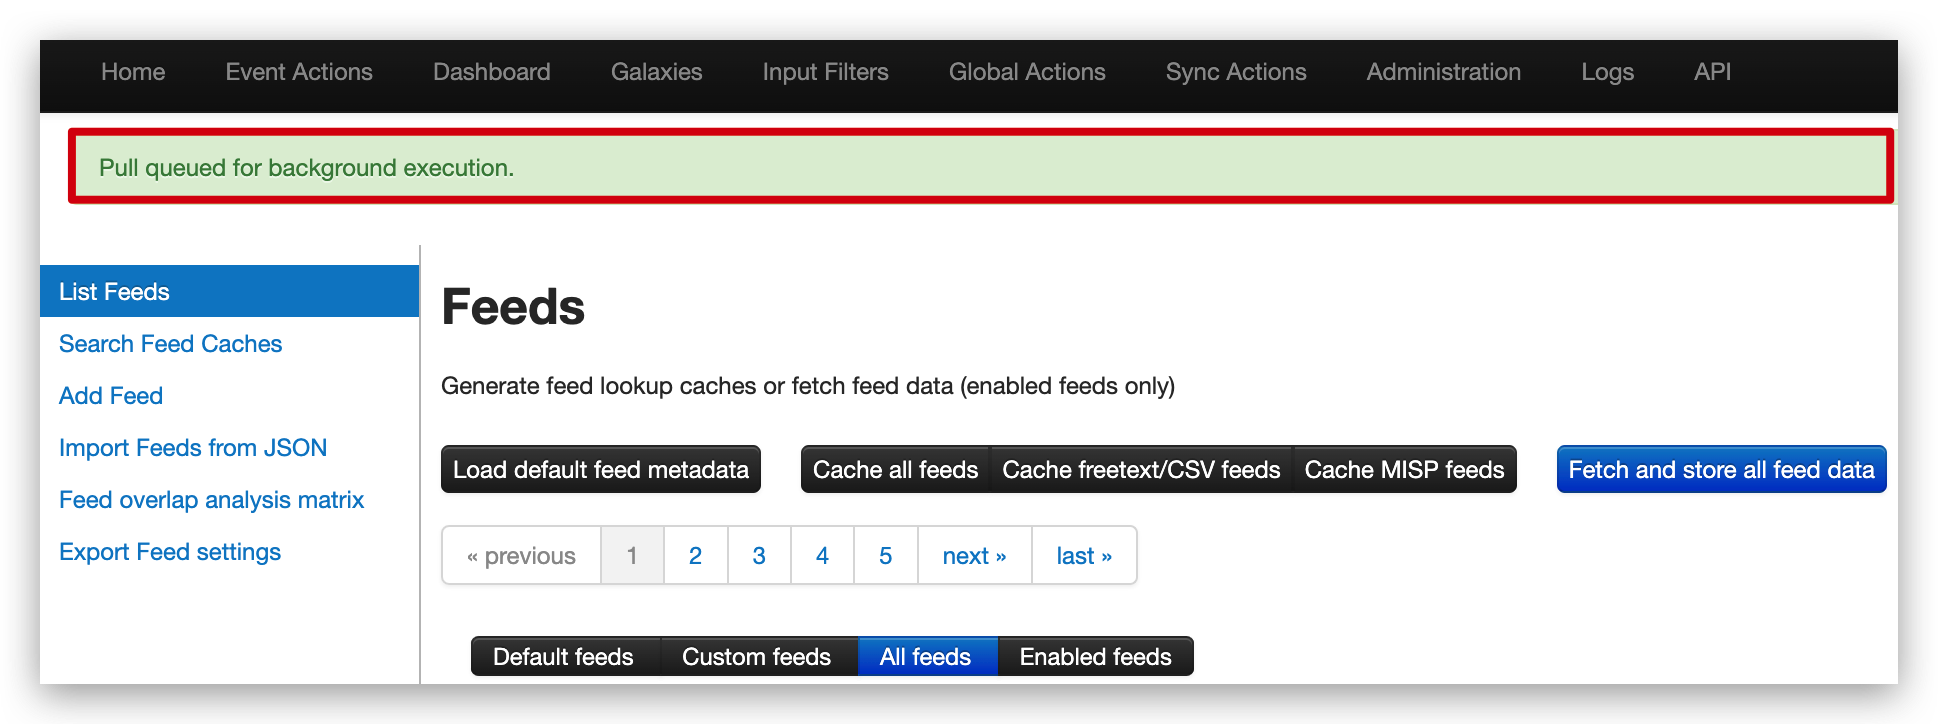 Home Event Actions Dashboard Galaxies Input Filters Global Actions Sync Actions Administration Logs API
Pull queued for background execution.
List Feeds
Search Feed Caches
Add Feed
Import Feeds from JSON
Feed overlap analysis matrix
Export Feed settings
Feeds
Generate feed lookup caches or fetch feed data (enabled feeds only)
Load default feed metadata Cache all feeds Cache freetext/CSV feeds Cache MISP feeds Fetch and store all feed data
« previous 1 2 3 4 5 next » last »
Default feeds Custom feeds All feeds Enabled feeds